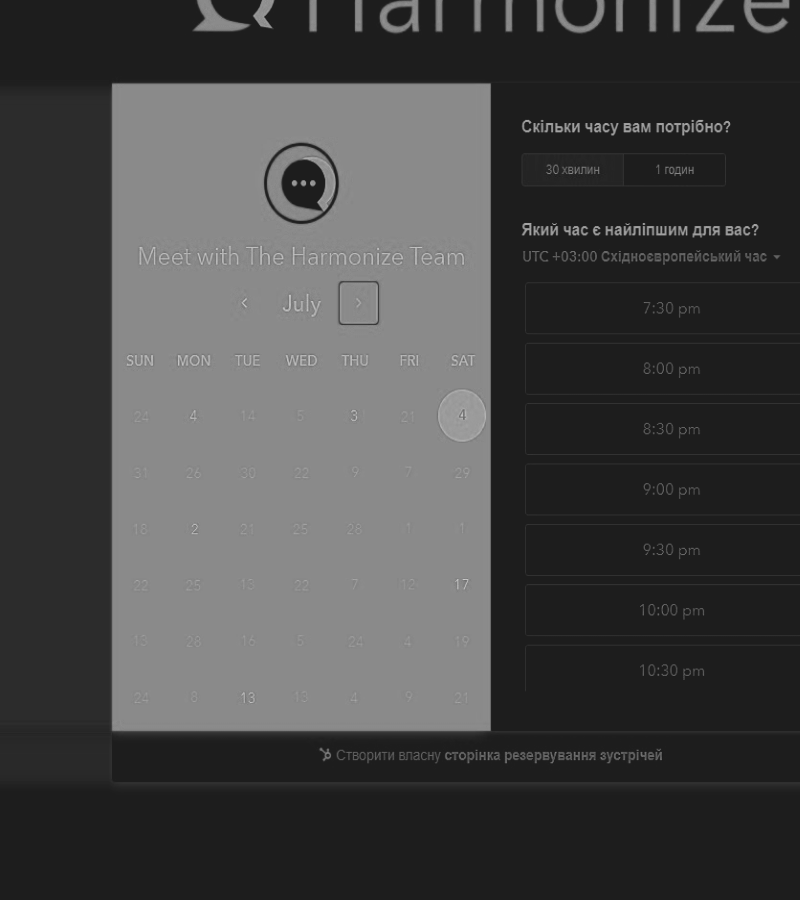 Harmonize
Meet with The Harmonize Team
July
SUN MON TUE WED THU FRI SAT
24 4 14 5 3 21 4
31 26 30 22 9 7 29
18 2 21 25 28 1 1
22 25 13 22 7 12 17
13 28 16 5 24 4 19
24 8 13 13 4 9 21
Скільки часу вам потрібно?
30 хвилин 1 годин
Який час є найліпшим для вас?
UTC +03:00 Східноєвропейський час
7:30 pm
8:00 pm
8:30 pm
9:00 pm
9:30 pm
10:00 pm
10:30 pm
Створити власну сторінка резервування зустрічей